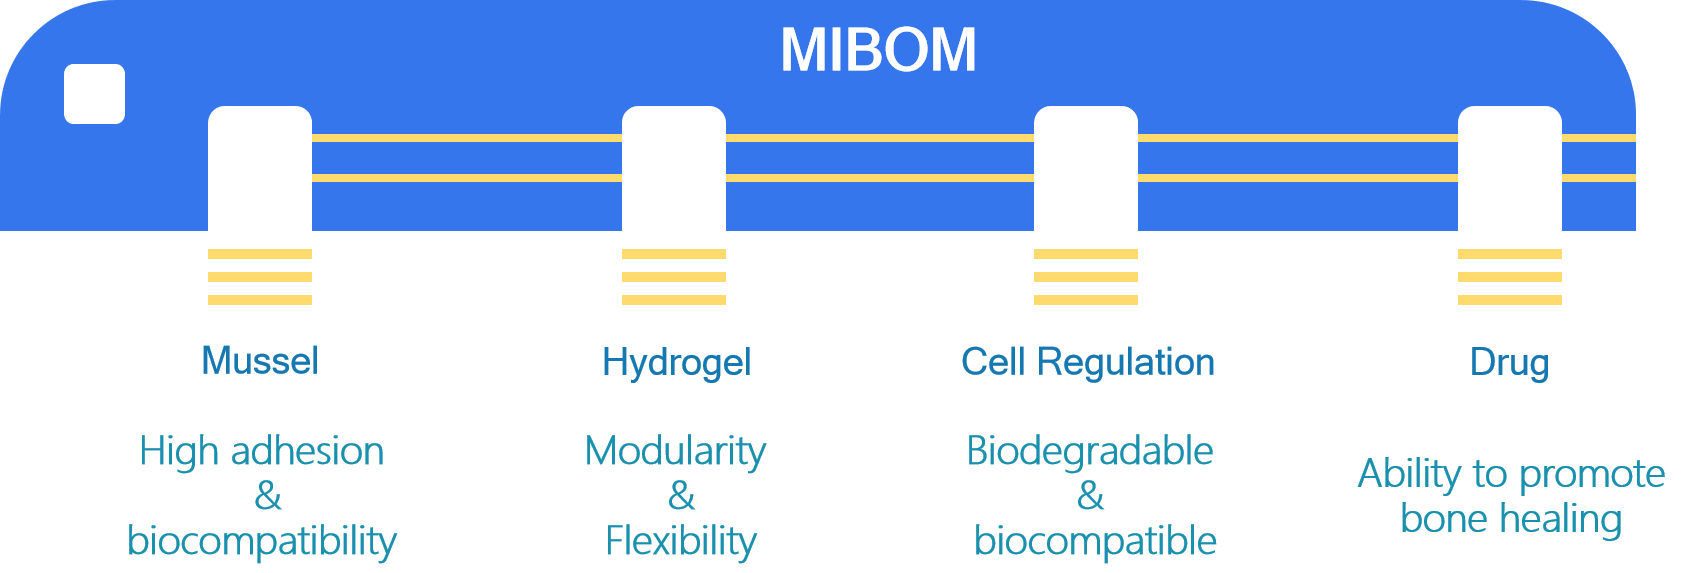 MIBOM
Mussel
High adhesion
&
biocompatibility
Hydrogel
Modularity
&
Flexibility
Cell Regulation
Biodegradable
&
biocompatible
Drug
Ability to promote
bone healing